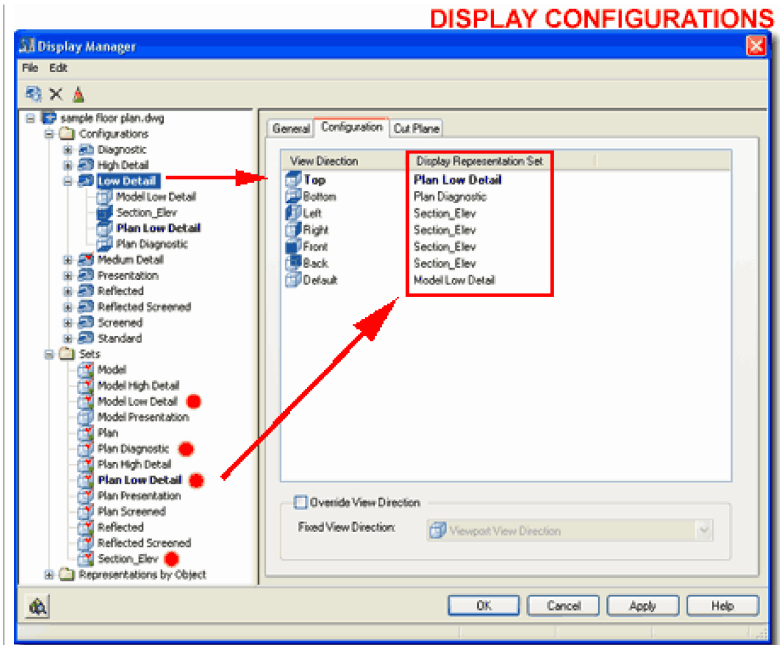 DISPLAY CONFIGURATIONS
Display Manager
File Edit
sample floor plan.dwg
Configurations
Diagnostic
High Detail
Low Detail
Model Low Detail
Section_Elev
Plan Low Detail
Plan Diagnostic
Medium Detail
Presentation
Reflected
Reflected Screened
Screened
Standard
Sets
Model
Model High Detail
Model Low Detail
Model Presentation
Plan
Plan Diagnostic
Plan High Detail
Plan Low Detail
Plan Presentation
Plan Screened
Reflected
Reflected Screened
Section_Elev
Representations by Object
General Configuration Cut Plane
View Direction Display Representation Set
Top Plan Low Detail
Bottom Plan Diagnostic
Left Section_Elev
Right Section_Elev
Front Section_Elev
Back Section_Elev
Default Model Low Detail
Override View Direction
Fixed View Direction: Viewport View Direction
OK Cancel Apply Help